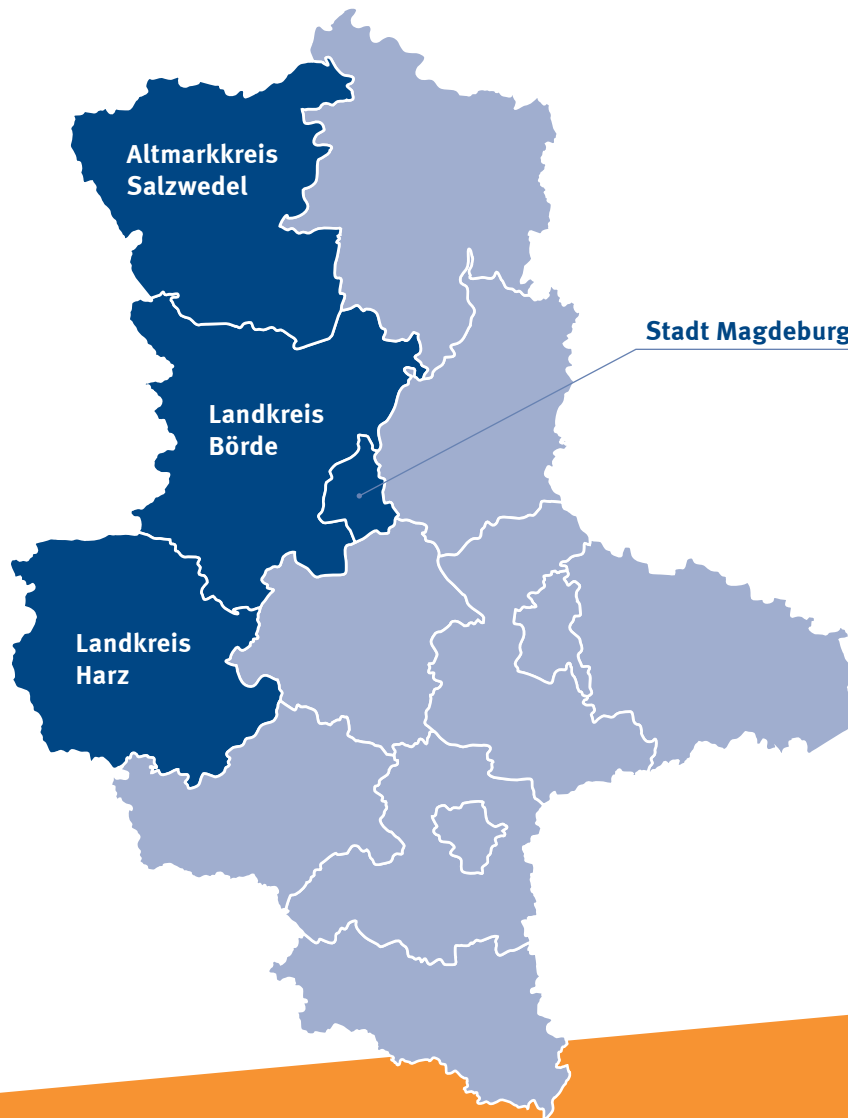 Altmarkkreis
Salzwedel
Stadt Magdeburg
Landkreis
Börde
Landkreis
Harz